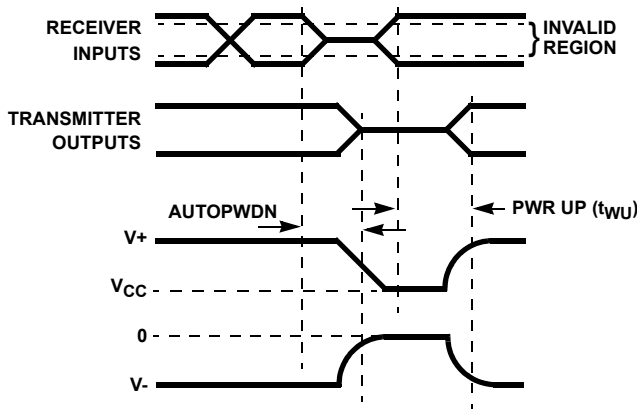 RECEIVER
INPUTS
} INVALID
REGION
TRANSMITTER
OUTPUTS
AUTOPWDN
PWR UP (tWU)
V+
VCC
0
V-